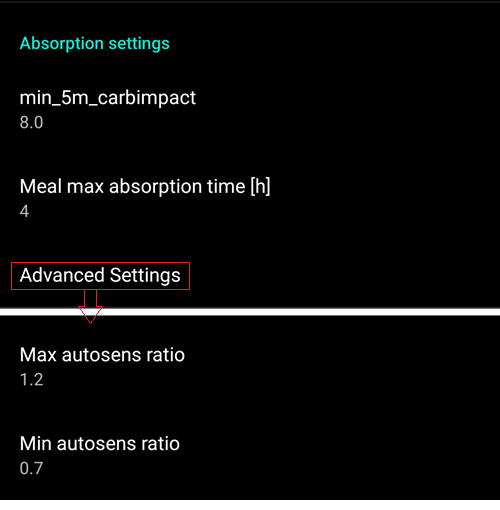 Absorption settings
min_5m_carbimpact
8.0
Meal max absorption time [h]
4
Advanced Settings
Max autosens ratio
1.2
Min autosens ratio
0.7